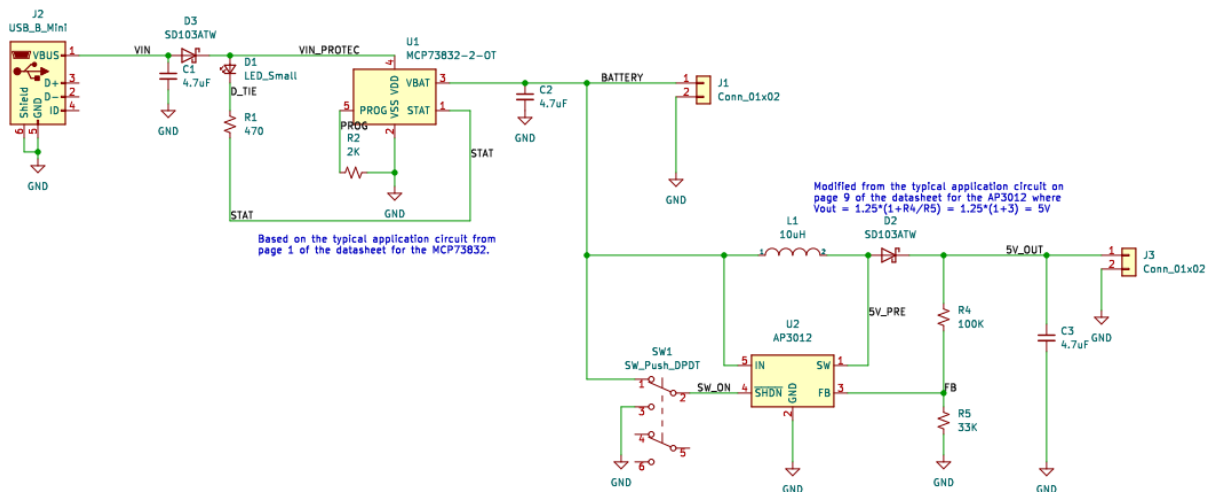 J2
USB_B_Mini
VBUS
1
D+
3
D-
2
ID
4
Shield
GND
6
5
GND
VIN
D3
SD103ATW
C1
4.7uF
GND
D1
LED_Small
D_TIE
R1
470
VIN_PROTEC
U1
MCP73832-2-OT
4
VDD
VBAT
3
5
PROG
VSS
STAT
1
2
PROG
R2
2K
GND
STAT
STAT
Based on the typical application circuit from
page 1 of the datasheet for the MCP73832.
C2
4.7uF
GND
BATTERY
1
2
J1
Conn_01x02
GND
Modified from the typical application circuit on
page 9 of the datasheet for the AP3012 where
Vout = 1.25*(1+R4/R5) = 1.25*(1+3) = 5V
L1
10uH
1
2
D2
SD103ATW
5V_OUT
1
2
J3
Conn_01x02
GND
5V_PRE
R4
100K
C3
4.7uF
U2
AP3012
5
IN
SW
1
4
SHDN
GND
FB
3
2
FB
R5
33K
SW1
SW_Push_DPDT
1
2
3
4
5
6
SW_ON
GND
GND
GND
GND